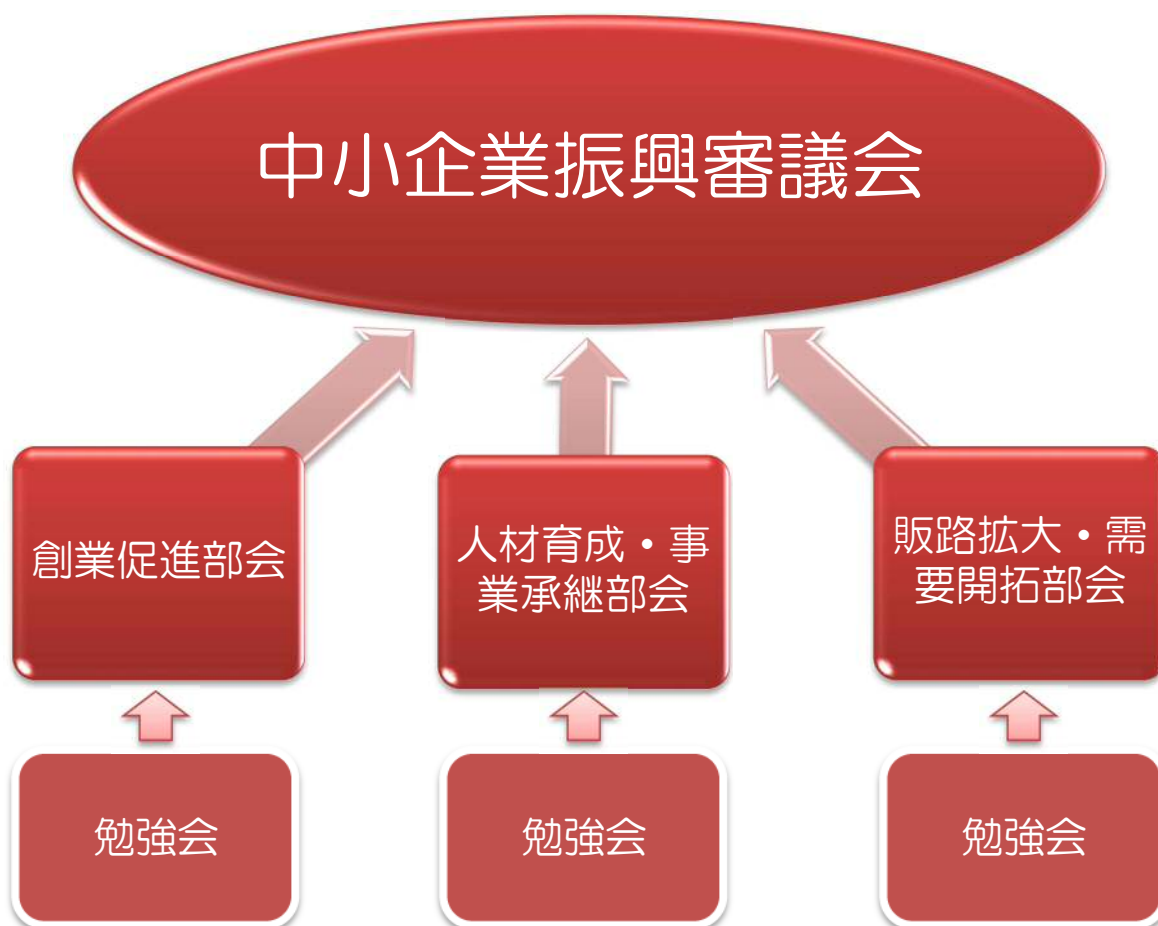 中小企業振興審議会
創業促進部会
人材育成・事
業承継部会
販路拡大・需
要開拓部会
勉強会
勉強会
勉強会